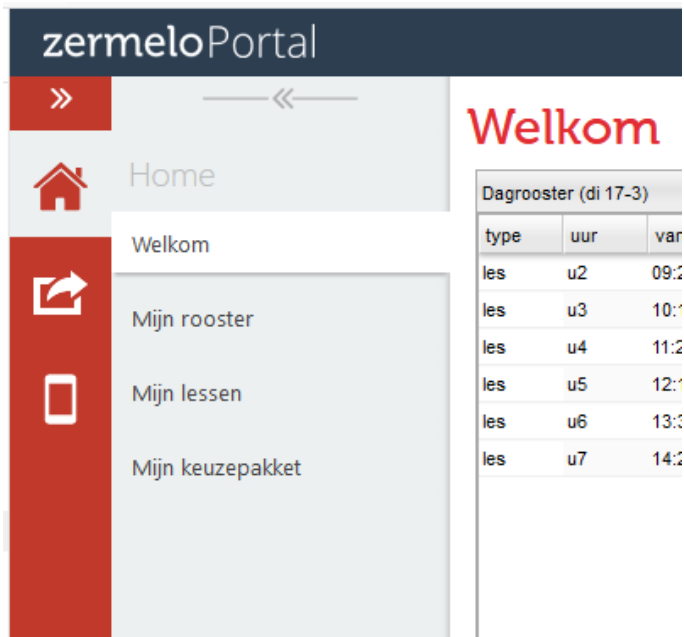 zermeloPortal
Home
Welkom
Mijn rooster
Mijn lessen
Mijn keuzepakket
Welkom
Dagrooster (di 17-3)
type uur
les u2
les u3
les u4
les u5
les u6
les u7